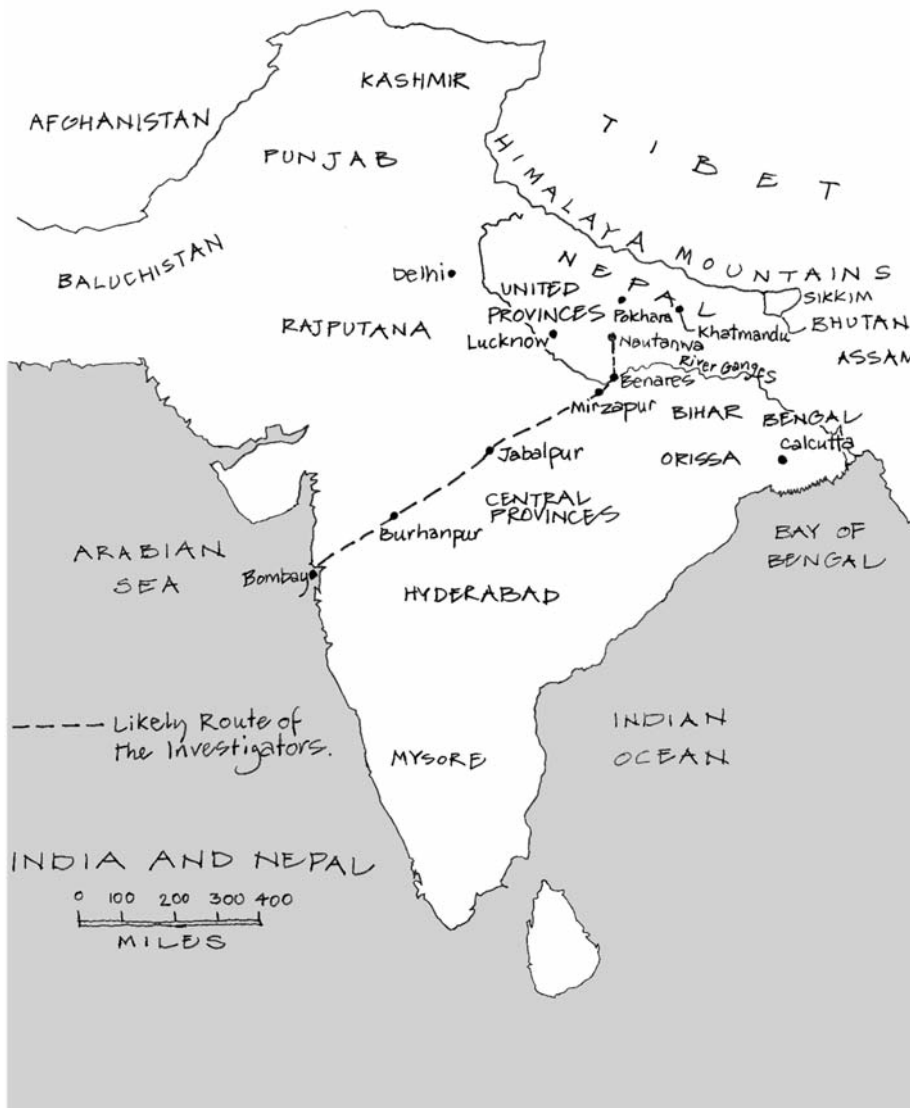 KASHMIR
AFGHANISTAN
TIBET
PUNJAB
HIMALAYA MOUNTAINS
BALUCHISTAN
Delhi
NEPAL
UNITED
PROVINCES
SIKKIM
Pokhara
Khatmandu
BHUTAN
RAJPUTANA
Lucknow
Nautanwa
ASSAM
River Ganges
Benares
Mirzapur
BIHAR
BENGAL
Calcutta
Jabalpur
ORISSA
CENTRAL
PROVINCES
Burhanpur
ARABIAN
SEA
BAY OF
BENGAL
Bombay
HYDERABAD
Likely Route of
the Investigators.
INDIAN
OCEAN
MYSORE
INDIA AND NEPAL
0 100 200 300 400
MILES